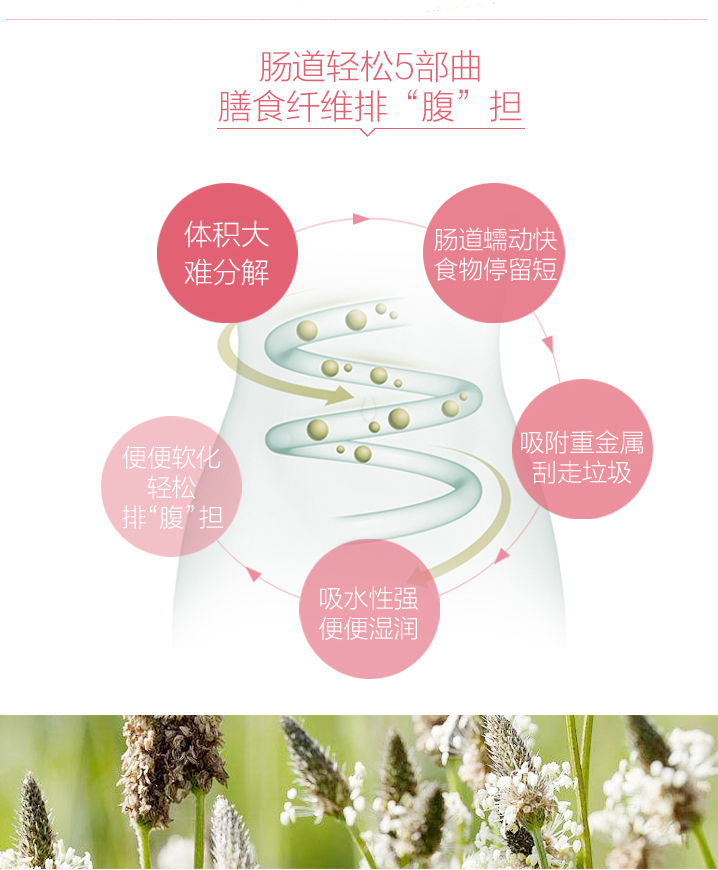 肠道轻松5部曲
膳食纤维排“腹”担
体积大
难分解
肠道蠕动快
食物停留短
吸附重金属
刮走垃圾
吸水性强
便便湿润
便便软化
轻松
排“腹”担